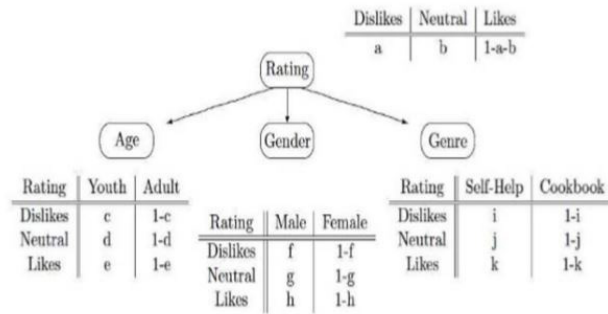 Dislikes Neutral Likes
a b 1-a-b
Rating
Age Gender Genre
Rating Youth Adult
Dislikes c 1-c
Neutral d 1-d
Likes e 1-e
Rating Male Female
Dislikes f 1-f
Neutral g 1-g
Likes h 1-h
Rating Self-Help Cookbook
Dislikes i 1-i
Neutral j 1-j
Likes k 1-k